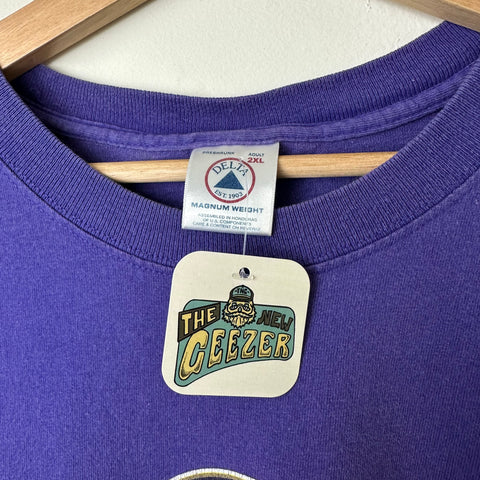 PRESHRUNK ADULT
2XL
DELTA
EST. 1903
MAGNUM WEIGHT
ASSEMBLED IN HONDURAS
OF U.S. COMPONENTS
CARE & CONTENT ON REVERSE
TNG
THE NEW
GEEZER